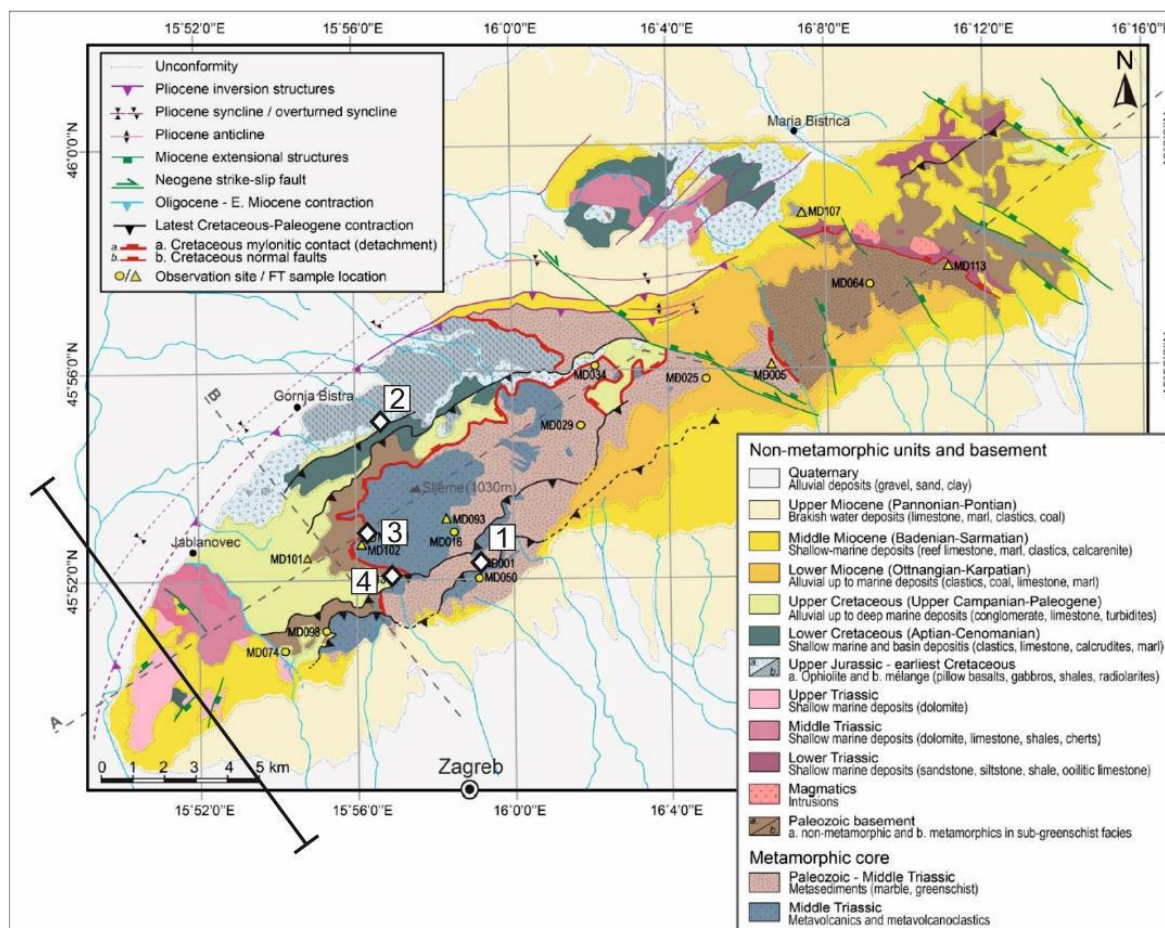 15°52'0"E 15°56'0"E 16°0'0"E 16°4'0"E 16°8'0"E 16°12'0"E 16°16'0"E
Unconformity
Pliocene inversion structures
Pliocene syncline / overturned syncline
Pliocene anticline
Miocene extensional structures
Neogene strike-slip fault
Oligocene - E. Miocene contraction
Latest Cretaceous-Paleogene contraction
a. a. Cretaceous mylonitic contact (detachment)
b. b. Cretaceous normal faults
Observation site / FT sample location
N
Maria Bistrica
46°0'0"N
MD107
MD113
MD064
45°56'0"N
MD034
MD025
MD005
B
Gornja Bistra
2
MD029
Sljeme (1030m)
MD093
3
MD016
1
Jablanovec
MD101
MD102
MD001
4
MD050
45°52'0"N
MD098
MD074
A
0 1 2 3 4 5 km
Zagreb
15°52'0"E 15°56'0"E 16°0'0"E 16°4'0"E
Non-metamorphic units and basement
Quaternary
Alluvial deposits (gravel, sand, clay)
Upper Miocene (Pannonian-Pontian)
Brakish water deposits (limestone, marl, clastics, coal)
Middle Miocene (Badenian-Sarmatian)
Shallow-marine deposits (reef limestone, marl, clastics, calcarenite)
Lower Miocene (Ottnangian-Karpatian)
Alluvial up to marine deposits (clastics, coal, limestone, marl)
Upper Cretaceous (Upper Campanian-Paleogene)
Alluvial up to deep marine deposits (conglomerate, limestone, turbidites)
Lower Cretaceous (Aptian-Cenomanian)
Shallow marine and basin depositis (clastics, limestone, calcrudites, marl)
Upper Jurassic - earliest Cretaceous
a. Ophiolite and b. mélange (pillow basalts, gabbros, shales, radiolarites)
Upper Triassic
Shallow marine deposits (dolomite)
Middle Triassic
Shallow marine deposits (dolomite, limestone, shales, cherts)
Lower Triassic
Shallow marine deposits (sandstone, siltstone, shale, ooilitic limestone)
Magmatics
Intrusions
Paleozoic basement
a. non-metamorphic and b. metamorphics in sub-greenschist facies
Metamorphic core
Paleozoic - Middle Triassic
Metasediments (marble, greenschist)
Middle Triassic
Metavolcanics and metavolcanoclastics